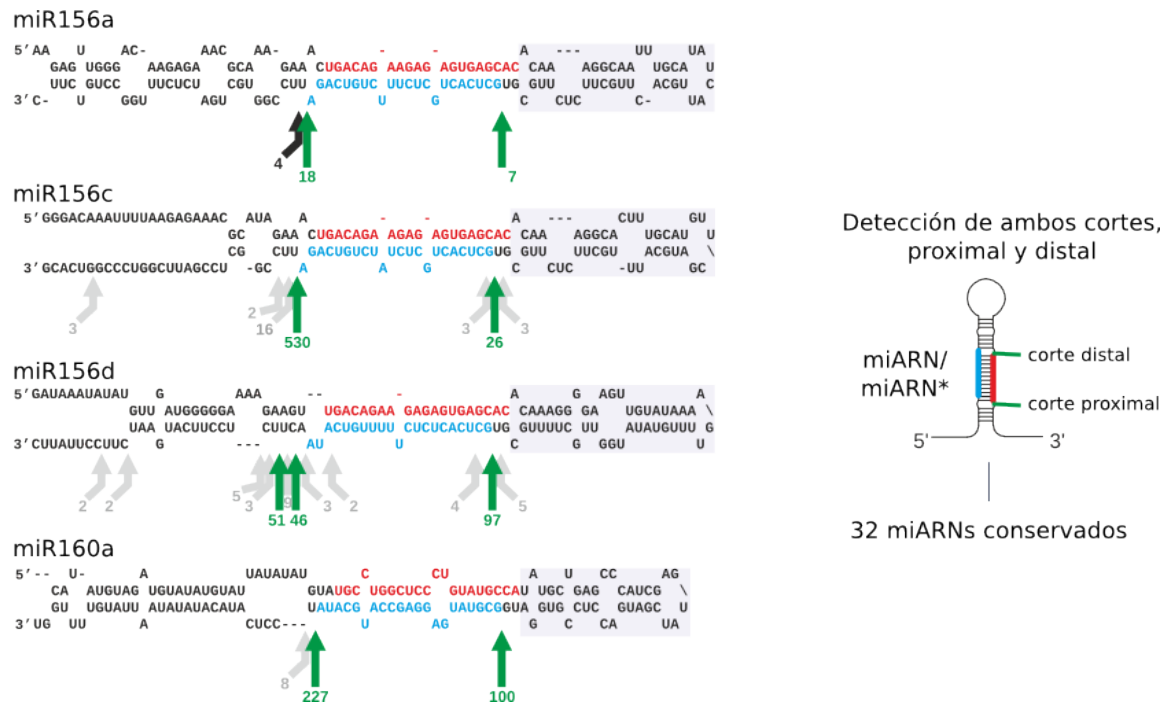 miR156a
5'AA U AC- AAC AA- A - - A --- UU UA
GAG UGGG AAGAGA GCA GAA CUGACAG AAGAG AGUGAGCAC CAA AGGCAA UGCA U
UUC GUCC UUCUCU CGU CUU GACUGUC UUCUC UCACUCGUG GUU UUCGUU ACGU C
3'C- U GGU AGU GGC A U G C CUC C- UA
4
18
7
miR156c
5'GGGACAAAUUUUAAGAGAAAC AUA A - - A --- CUU GU
GC GAA CUGACAGA AGAG AGUGAGCAC CAA AGGCA UGCAU U
CG CUU GACUGUCU UCUC UCACUCGUG GUU UUCGU ACGUA \
3'GCACUGGCCCUGGCUUAGCCU -GC A A G C CUC -UU GC
3
2
16
530
3
26
3
miR156d
5'GAUAAAUAUAU G AAA -- - A G AGU A
GUU AUGGGGGA GAAGU UGACAGAA GAGAGUGAGCAC CAAAGG GA UGUAUAAA \
UAA UACUUCCU CUUCA ACUGUUUU CUCUCACUCGUG GUUUUC UU AUAUGUUU G
3'CUUAUUCCUUC G --- AU U C G GGU U
2
2
5
3
51
9
46
3
2
4
97
5
miR160a
5'-- U- A UAUAUAU C CU A U CC AG
CA AUGUAG UGUAUAUGUAU GUAUGC UGGCUCC GUAUGCCAU UGC GAG CAUCG \
GU UGUAUU AUAUAUACAUA UAUACG ACCGAGG UAUGCGGUA GUG CUC GUAGC U
3'UG UU A CUCC--- U AG G C CA UA
8
227
100
Detección de ambos cortes,
proximal y distal
miARN/
miARN*
corte distal
corte proximal
5'
3'
32 miARNs conservados